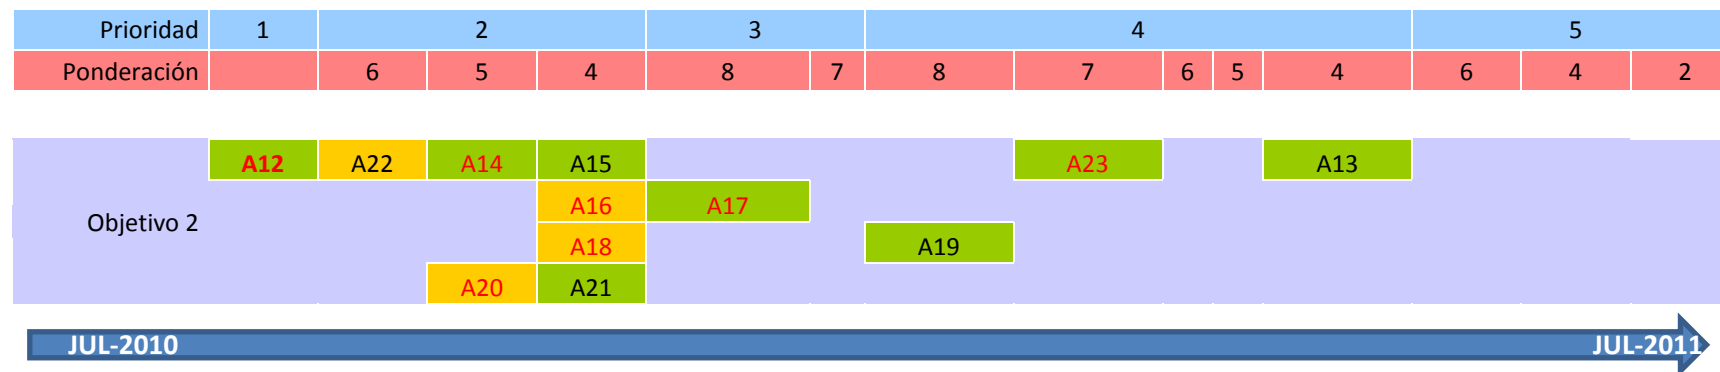 Prioridad 1 2 3 4 5
Ponderación 6 5 4 8 7 8 7 6 5 4 6 4 2
A12 A22 A14 A15 A23 A13
A16 A17
Objetivo 2
A18 A19
A20 A21
JUL-2010 JUL-2011